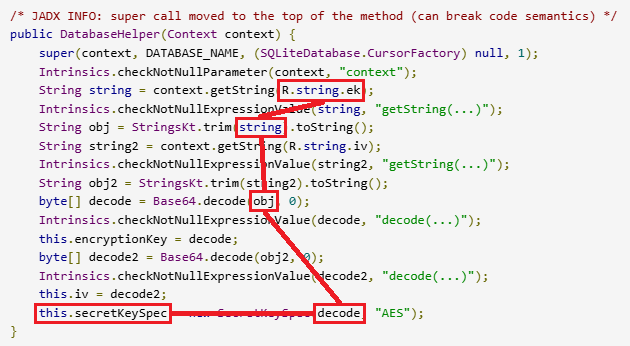 /* JADX INFO: super call moved to the top of the method (can break code semantics) */
public DatabaseHelper(Context context) {
super(context, DATABASE_NAME, (SQLiteDatabase.CursorFactory) null, 1);
Intrinsics.checkNotNullParameter(context, "context");
String string = context.getString(R.string.ek);
Intrinsics.checkNotNullExpressionValue(string, "getString(...)");
String obj = StringsKt.trim(string).toString();
String string2 = context.getString(R.string.iv);
Intrinsics.checkNotNullExpressionValue(string2, "getString(...)");
String obj2 = StringsKt.trim(string2).toString();
byte[] decode = Base64.decode(obj, 0);
Intrinsics.checkNotNullExpressionValue(decode, "decode(...)");
this.encryptionKey = decode;
byte[] decode2 = Base64.decode(obj2, 0);
Intrinsics.checkNotNullExpressionValue(decode2, "decode(...)");
this.iv = decode2;
this.secretKeySpec = new SecretKeySpec(decode, "AES");
}